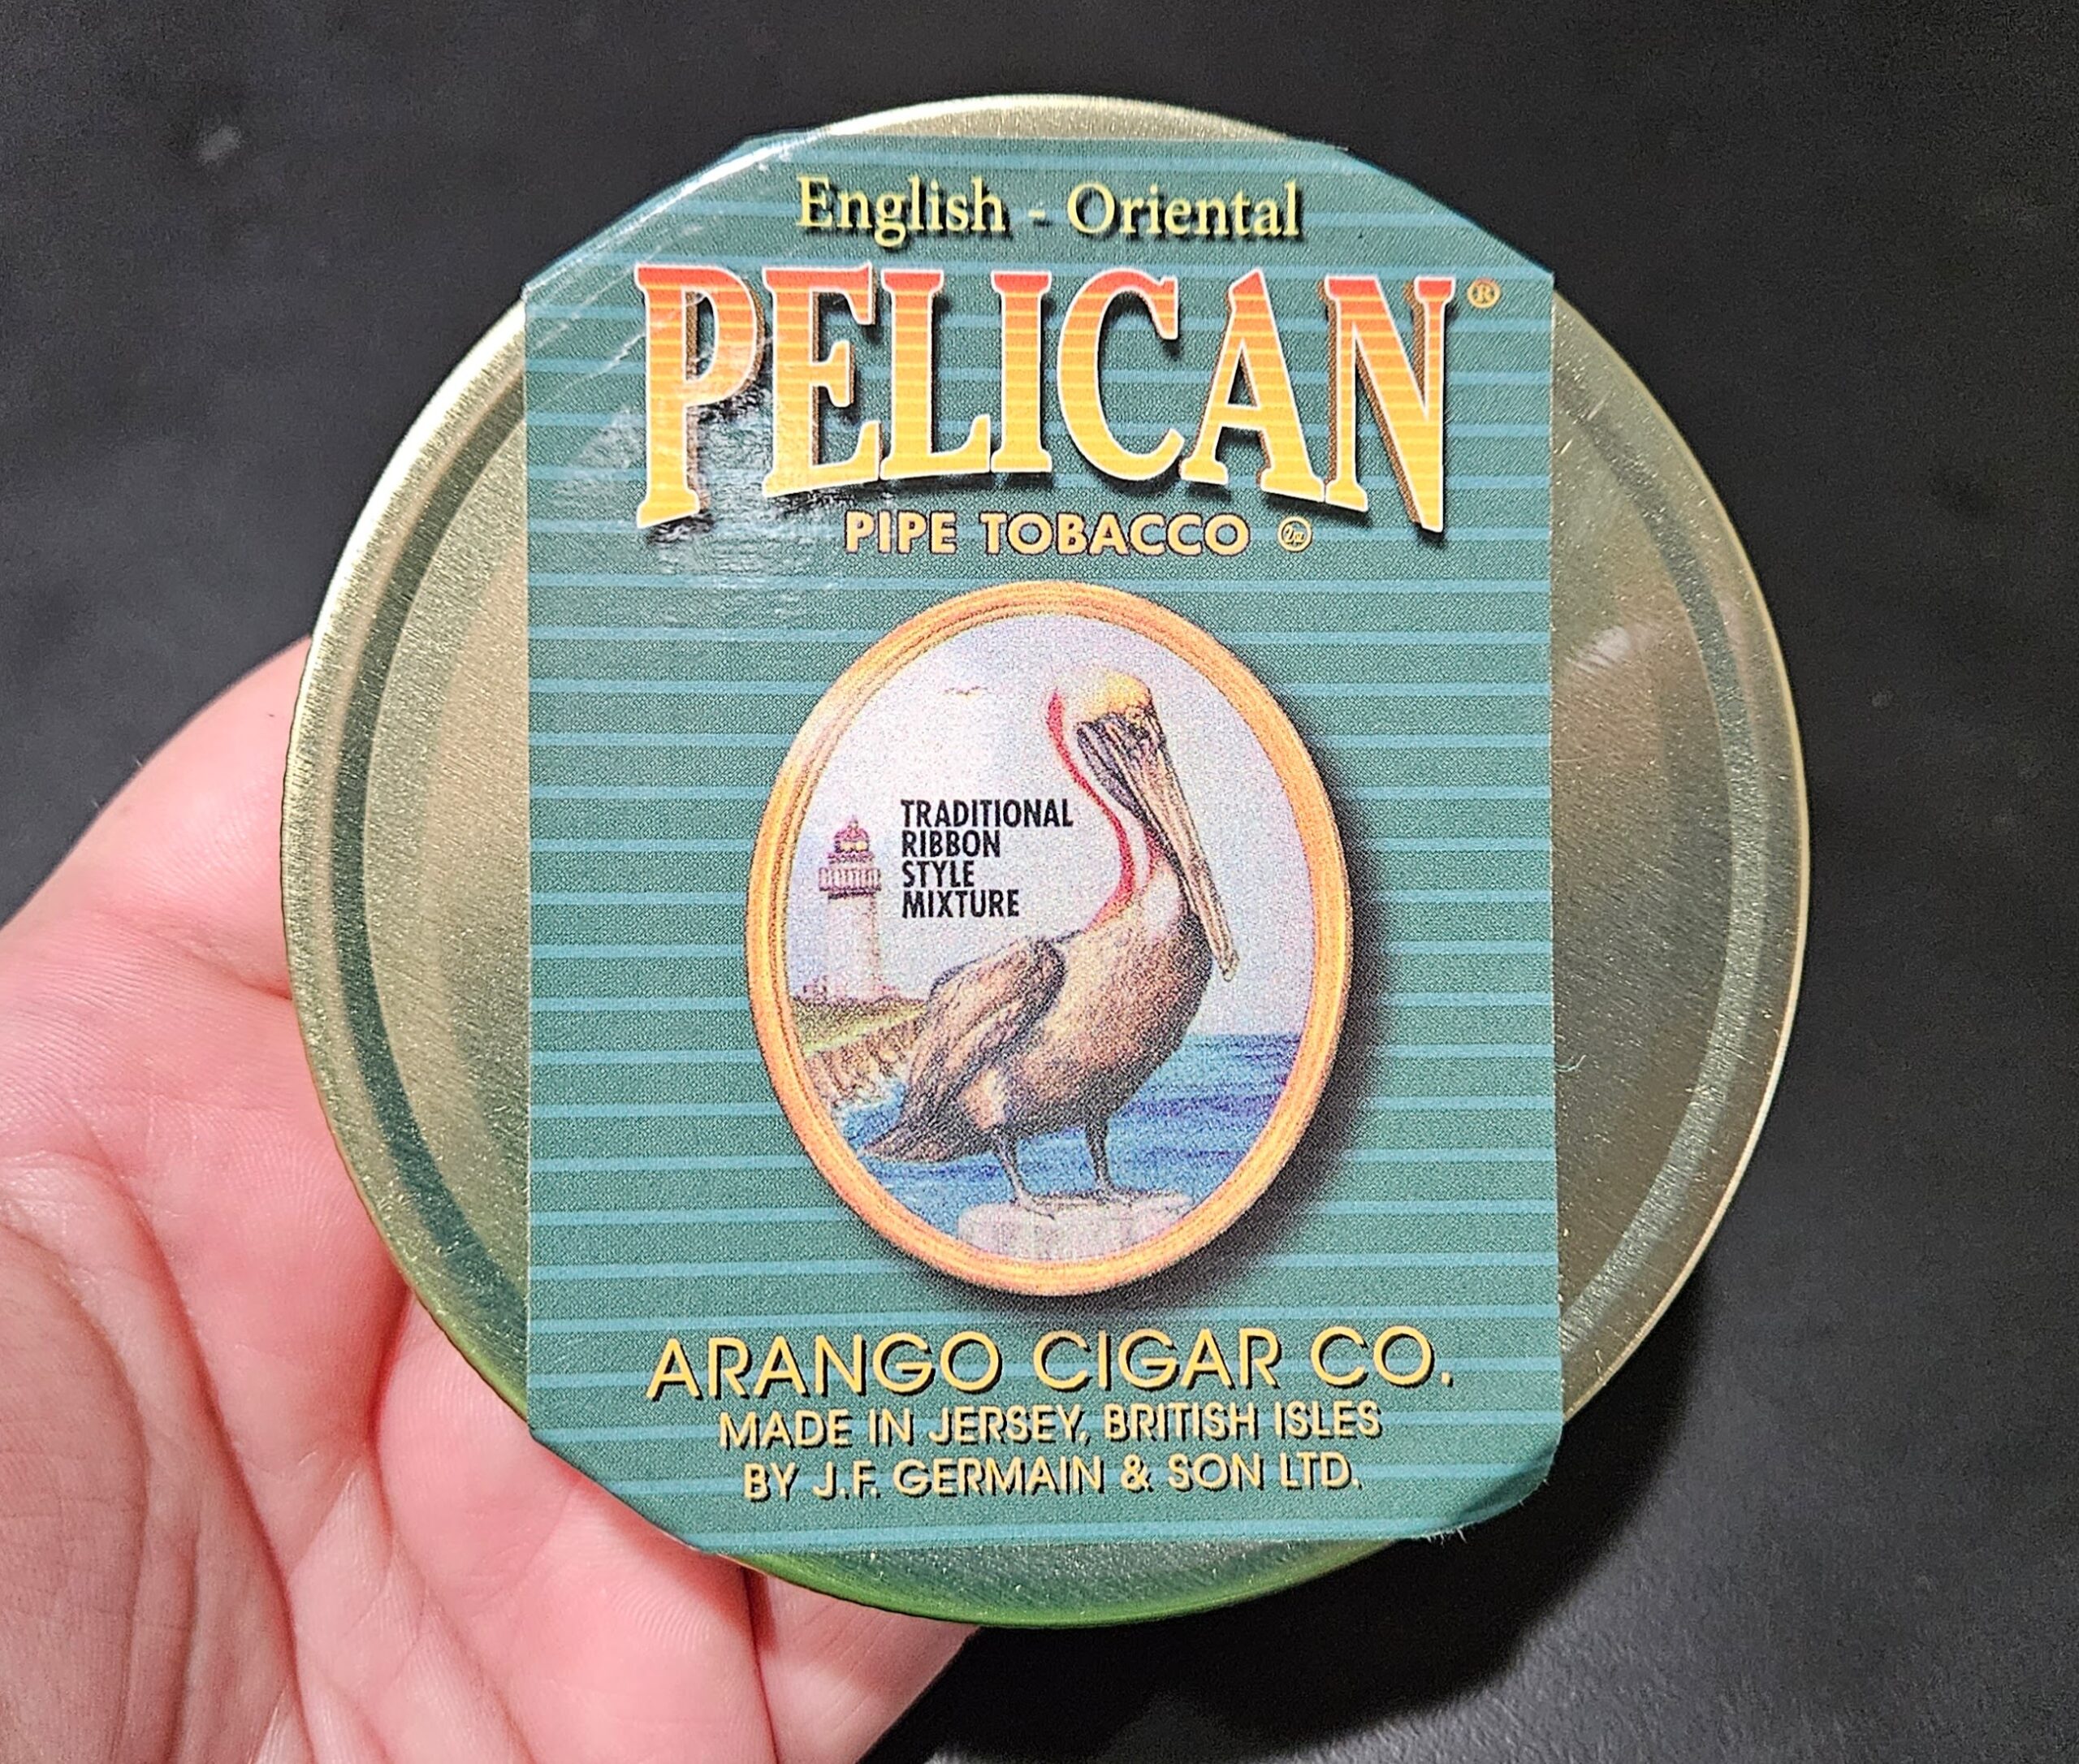 English - Oriental
PELICAN®
PIPE TOBACCO 2oz
TRADITIONAL
RIBBON
STYLE
MIXTURE
ARANGO CIGAR CO.
MADE IN JERSEY, BRITISH ISLES
BY J.F. GERMAIN & SON LTD.